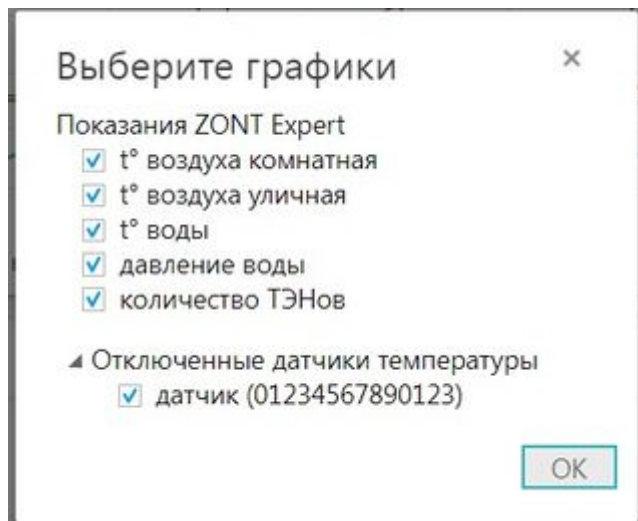 Выберите графики
Показания ZONT Expert
t° воздуха комнатная
t° воздуха уличная
t° воды
давление воды
количество ТЭНов
Отключенные датчики температуры
датчик (01234567890123)
OK